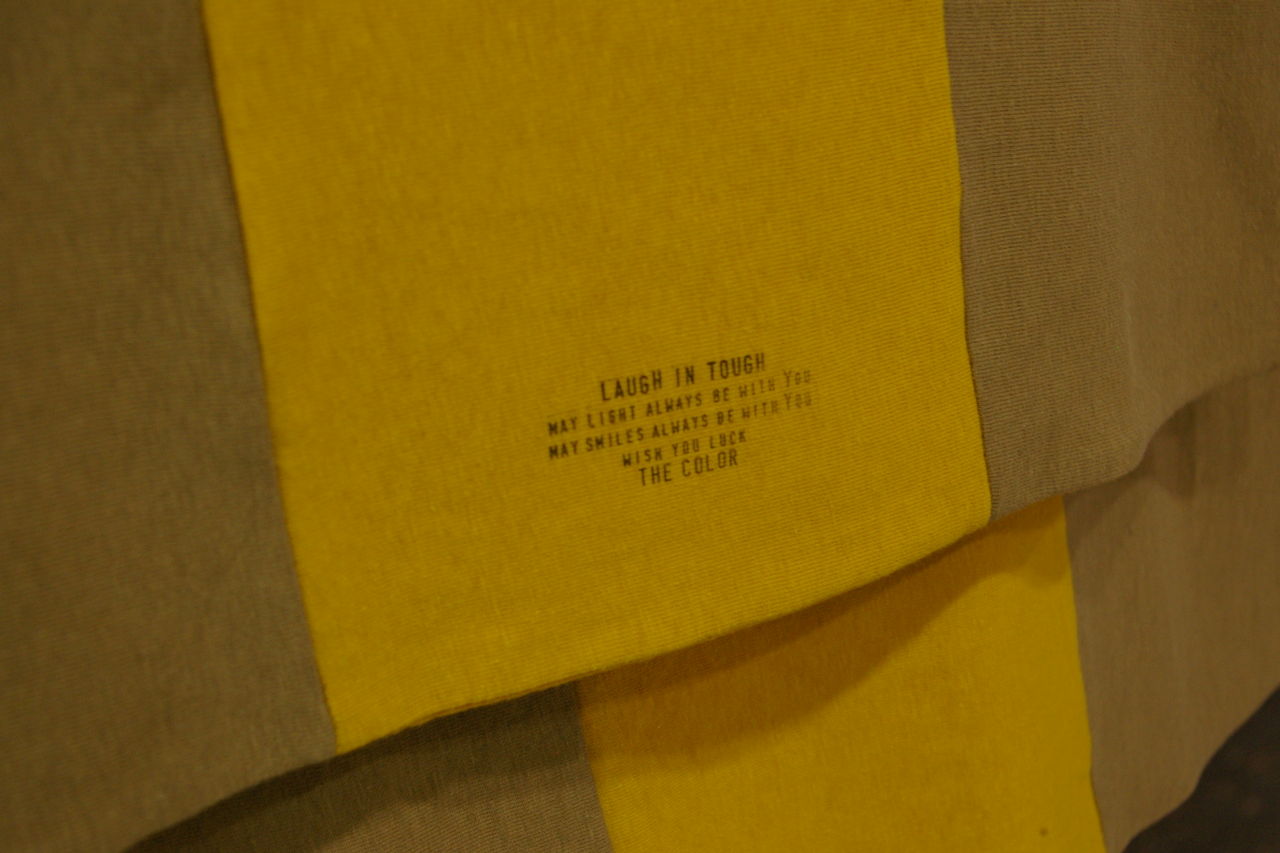 LAUGH IN TOUGH
MAY LIGHT ALWAYS BE WITH YOU
MAY SMILES ALWAYS BE WITH YOU
WISH YOU LUCK
THE COLOR